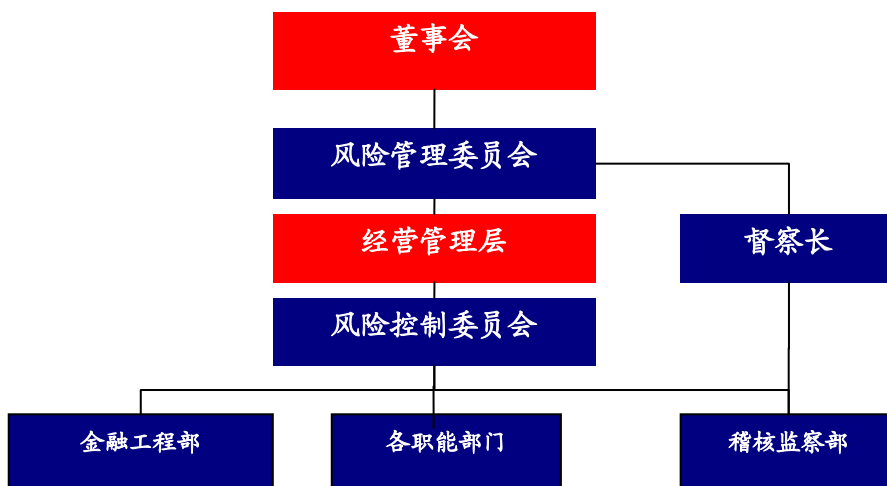 董事会
风险管理委员会
经营管理层
督察长
风险控制委员会
金融工程部
各职能部门
稽核监察部